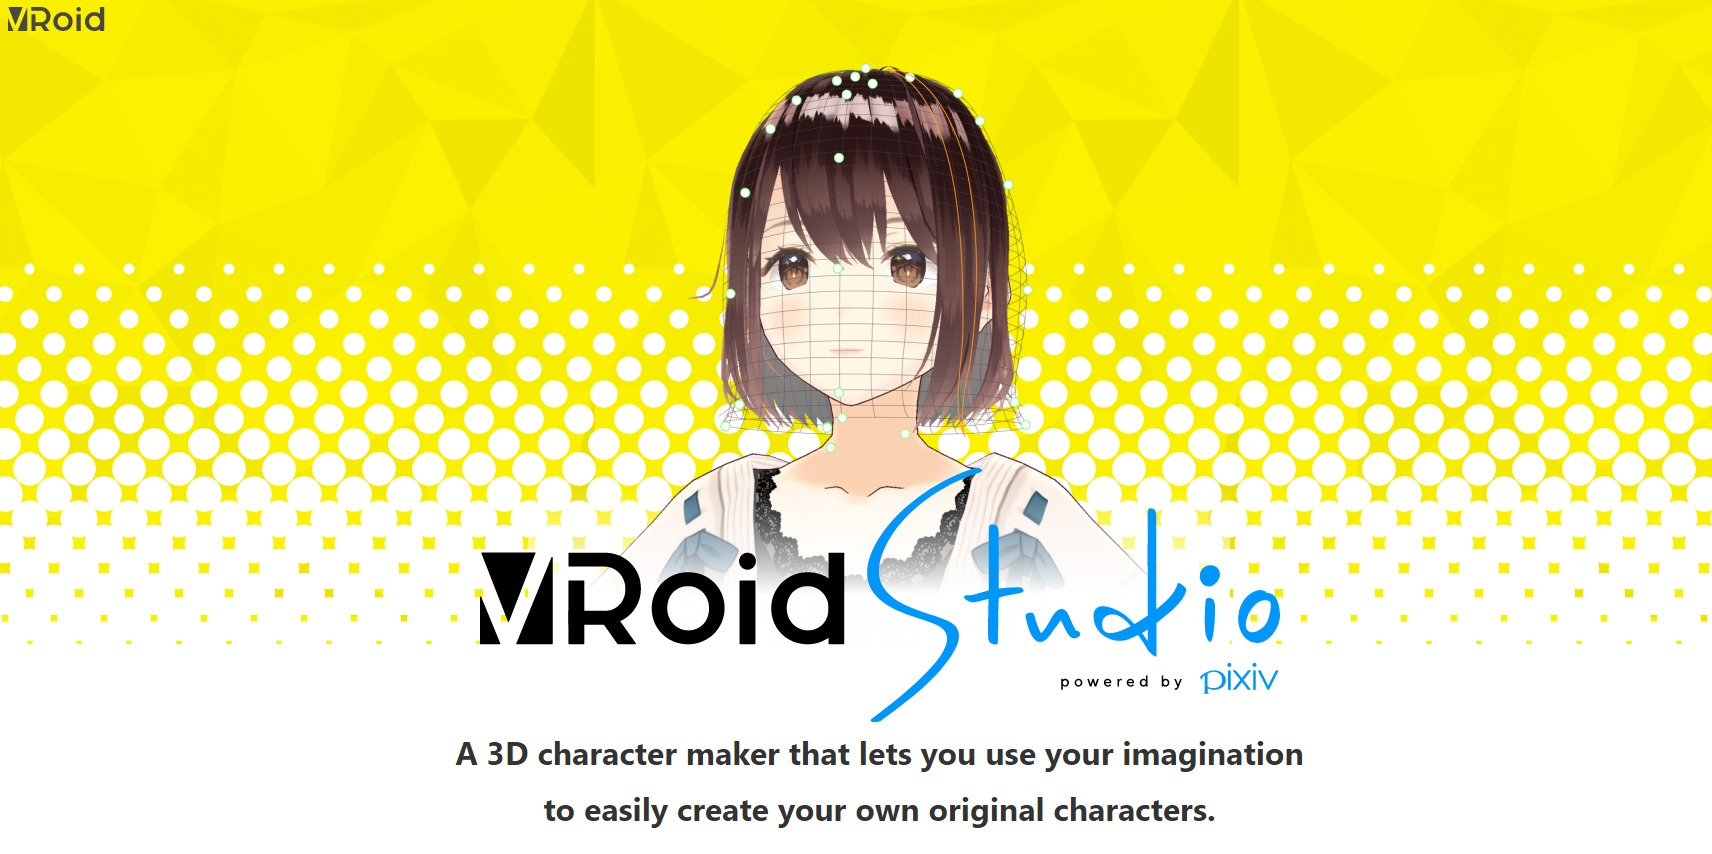 VRoid
VRoid Studio
powered by pixiv
A 3D character maker that lets you use your imagination
to easily create your own original characters.